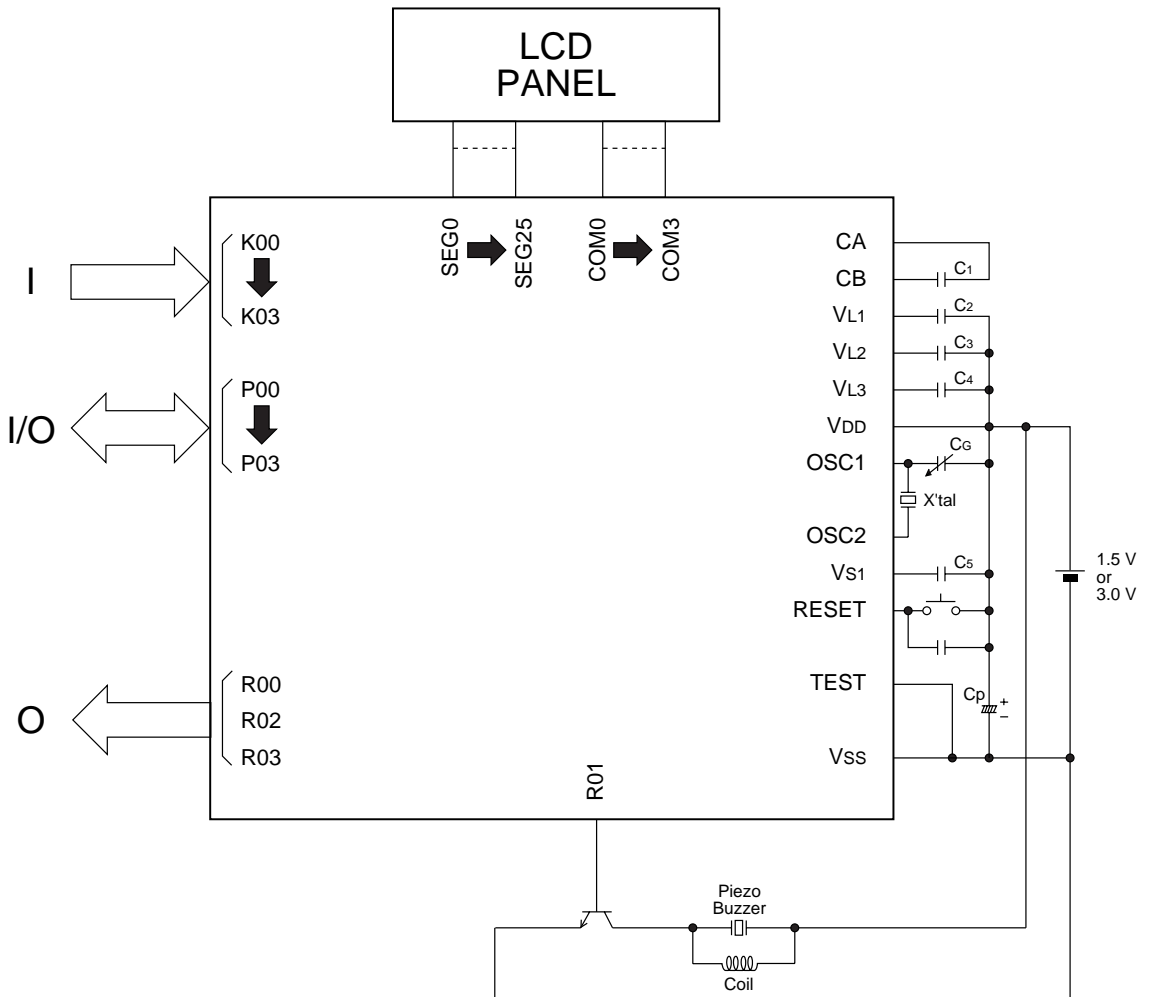 LCD
PANEL
SEG0
SEG25
COM0
COM3
I
K00
K03
I/O
P00
P03
O
R00
R02
R03
R01
CA
CB
C1
VL1
C2
VL2
C3
VL3
C4
VDD
OSC1
CG
X'tal
OSC2
VS1
C5
RESET
TEST
Cp
+
–
VSS
1.5 V
or
3.0 V
Piezo
Buzzer
Coil